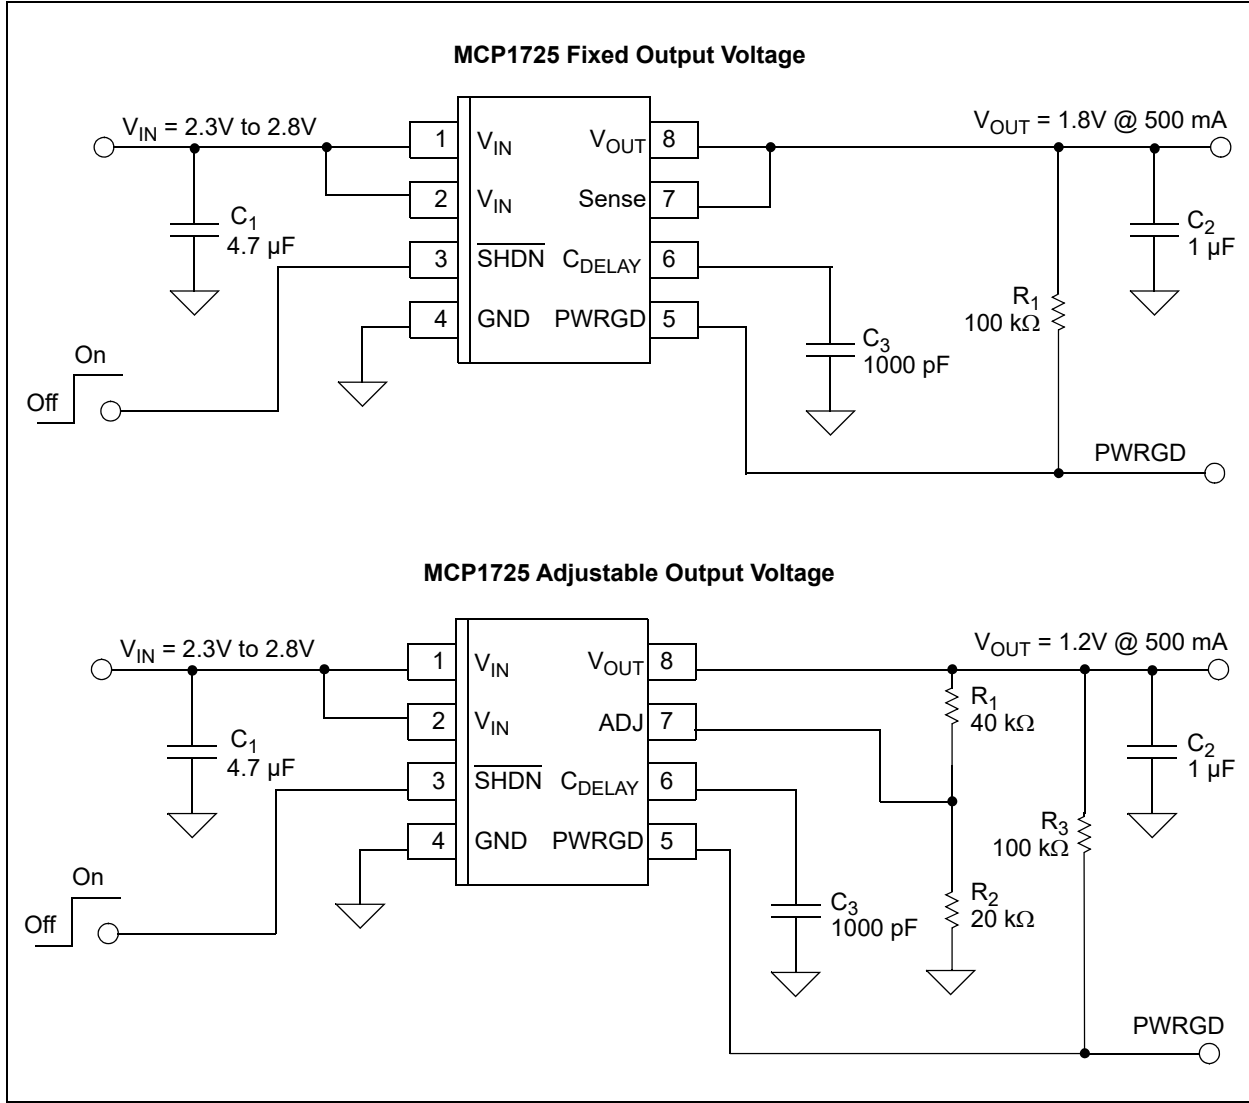 MCP1725 Fixed Output Voltage
V_IN = 2.3V to 2.8V
V_OUT = 1.8V @ 500 mA
1 V_IN V_OUT 8
2 V_IN Sense 7
C_1
4.7 µF
C_2
1 µF
3 SHDN C_DELAY 6
4 GND PWRGD 5
R_1
100 kΩ
C_3
1000 pF
On
Off
PWRGD
MCP1725 Adjustable Output Voltage
V_IN = 2.3V to 2.8V
V_OUT = 1.2V @ 500 mA
1 V_IN V_OUT 8
R_1
40 kΩ
2 V_IN ADJ 7
C_1
4.7 µF
C_2
1 µF
3 SHDN C_DELAY 6
R_3
100 kΩ
4 GND PWRGD 5
On
Off
C_3
1000 pF
R_2
20 kΩ
PWRGD